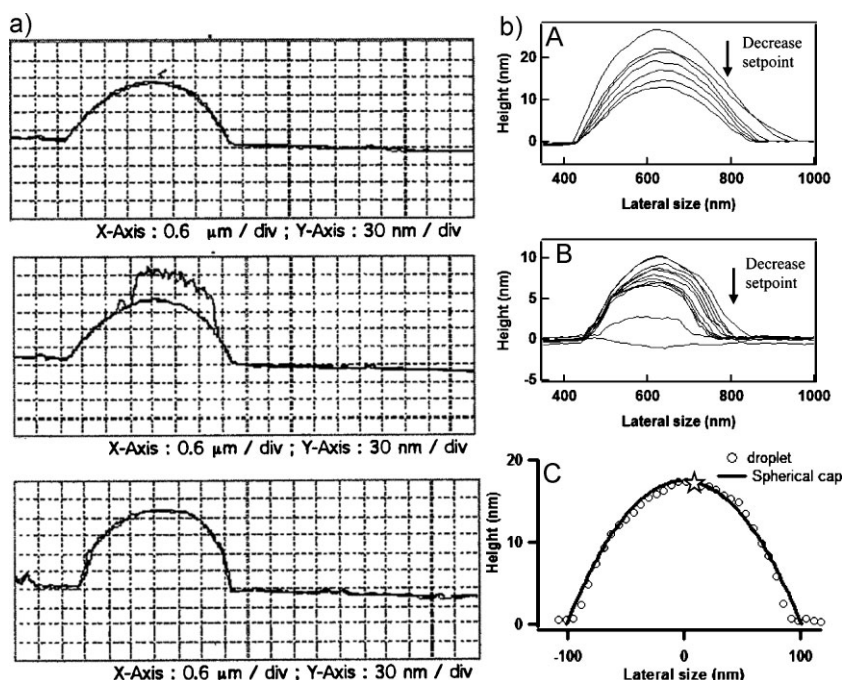 a)
X-Axis : 0.6 μm / div ; Y-Axis : 30 nm / div
X-Axis : 0.6 μm / div ; Y-Axis : 30 nm / div
X-Axis : 0.6 μm / div ; Y-Axis : 30 nm / div
b)
A
Decrease
setpoint
Height (nm)
20
10
0
400 600 800 1000
Lateral size (nm)
B
Decrease
setpoint
Height (nm)
10
5
0
-5
400 600 800 1000
Lateral size (nm)
C
droplet
Spherical cap
Height (nm)
20
10
0
-100 0 100
Lateral size (nm)